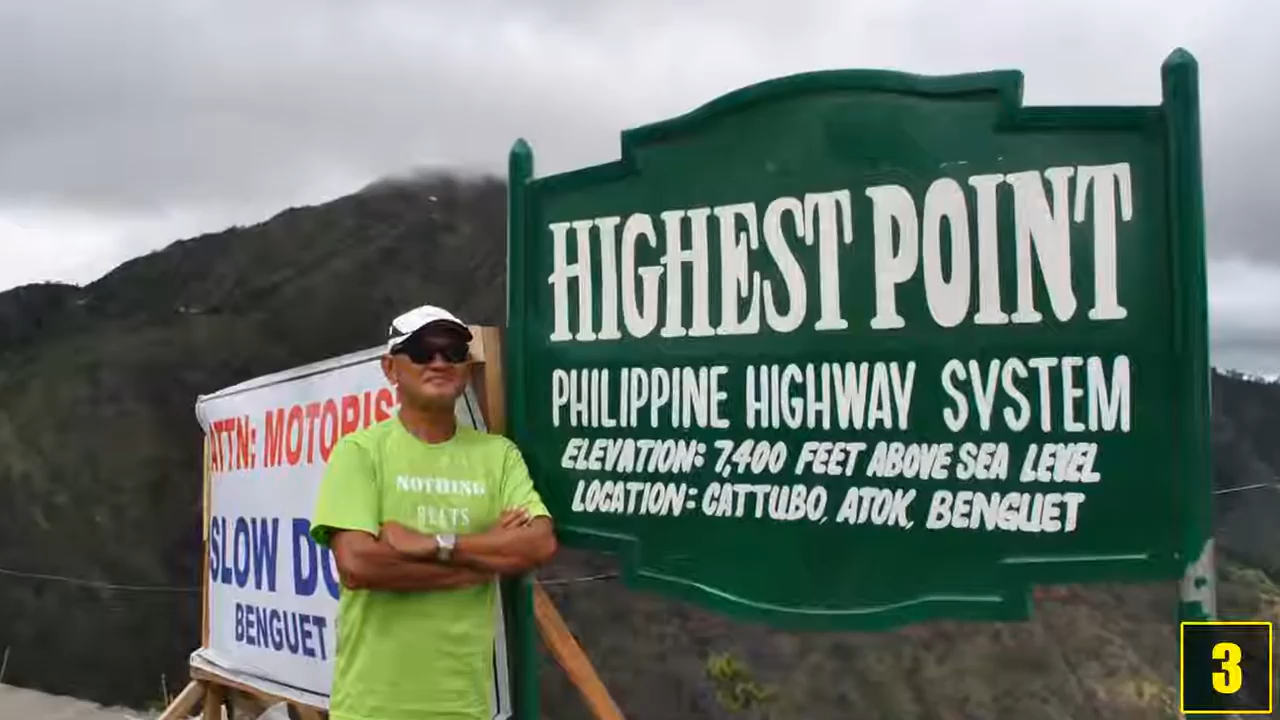 HIGHEST POINT
PHILIPPINE HIGHWAY SYSTEM
ELEVATION: 7,400 FEET ABOVE SEA LEVEL
LOCATION: CATTUBO, ATOK, BENGUET
ATTN: MOTORIST
SLOW DO
BENGUET
NOTHING
BEATS
3